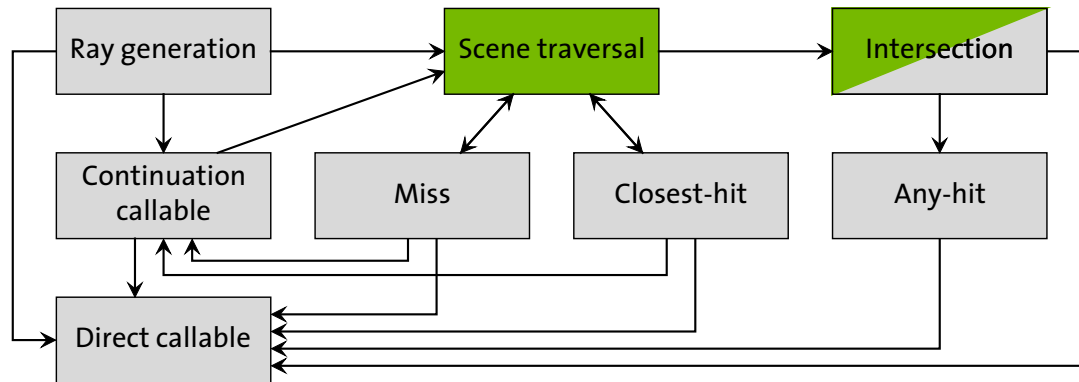 Ray generation
Scene traversal
Intersection
Continuation
callable
Miss
Closest-hit
Any-hit
Direct callable